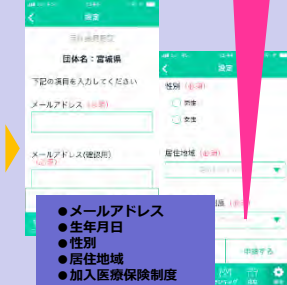 設定
団体名：宮城県
下記の項目を入力してください
メールアドレス (必須)
メールアドレス(確認用)
(必須)
設定
性別 (必須)
男性
女性
居住地域 (必須)
申請する
●メールアドレス
●生年月日
●性別
●居住地域
●加入医療保険制度